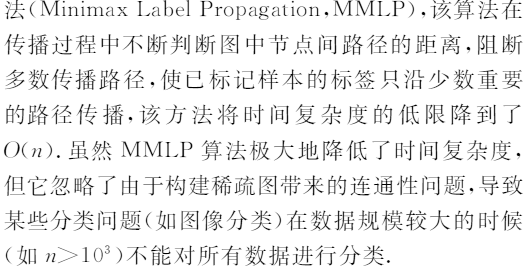 法(Minimax Label Propagation,MMLP),该算法在
传播过程中不断判断图中节点间路径的距离,阻断
多数传播路径,使已标记样本的标签只沿少数重要
的路径传播,该方法将时间复杂度的低限降到了
O(n). 虽然 MMLP 算法极大地降低了时间复杂度,
但它忽略了由于构建稀疏图带来的连通性问题,导致
某些分类问题(如图像分类)在数据规模较大的时候
(如 n>10³)不能对所有数据进行分类.